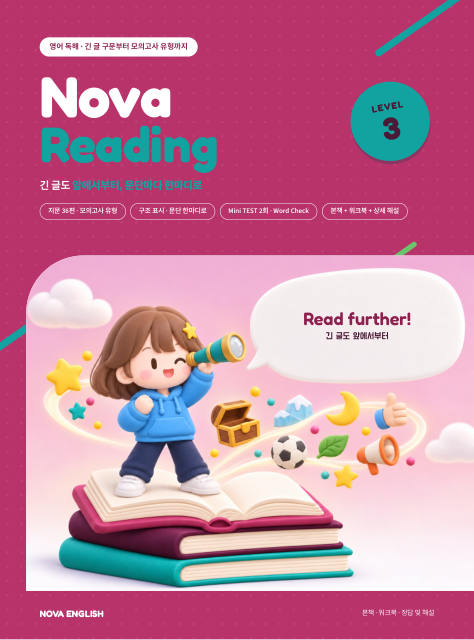 영어 독해 · 긴 글 구문부터 모의고사 유형까지
Nova
Reading
LEVEL
3
긴 글도 앞에서부터, 문단마다 한마디로
지문 36편 · 모의고사 유형
구조 표시 · 문단 한마디로
Mini TEST 2회 · Word Check
본책 + 워크북 + 상세 해설
Read further!
긴 글도 앞에서부터
NOVA ENGLISH
본책 · 워크북 · 정답 및 해설